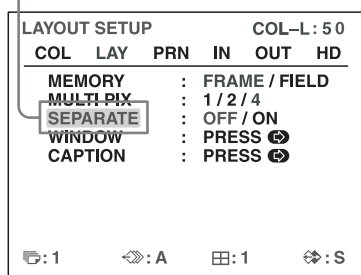 LAYOUT SETUP COL–L: 50
COL LAY PRN IN OUT HD
MEMORY : FRAME / FIELD
MULTI PIX : 1 / 2 / 4
SEPARATE : OFF / ON
WINDOW : PRESS
CAPTION : PRESS
:1 :A :1 :S